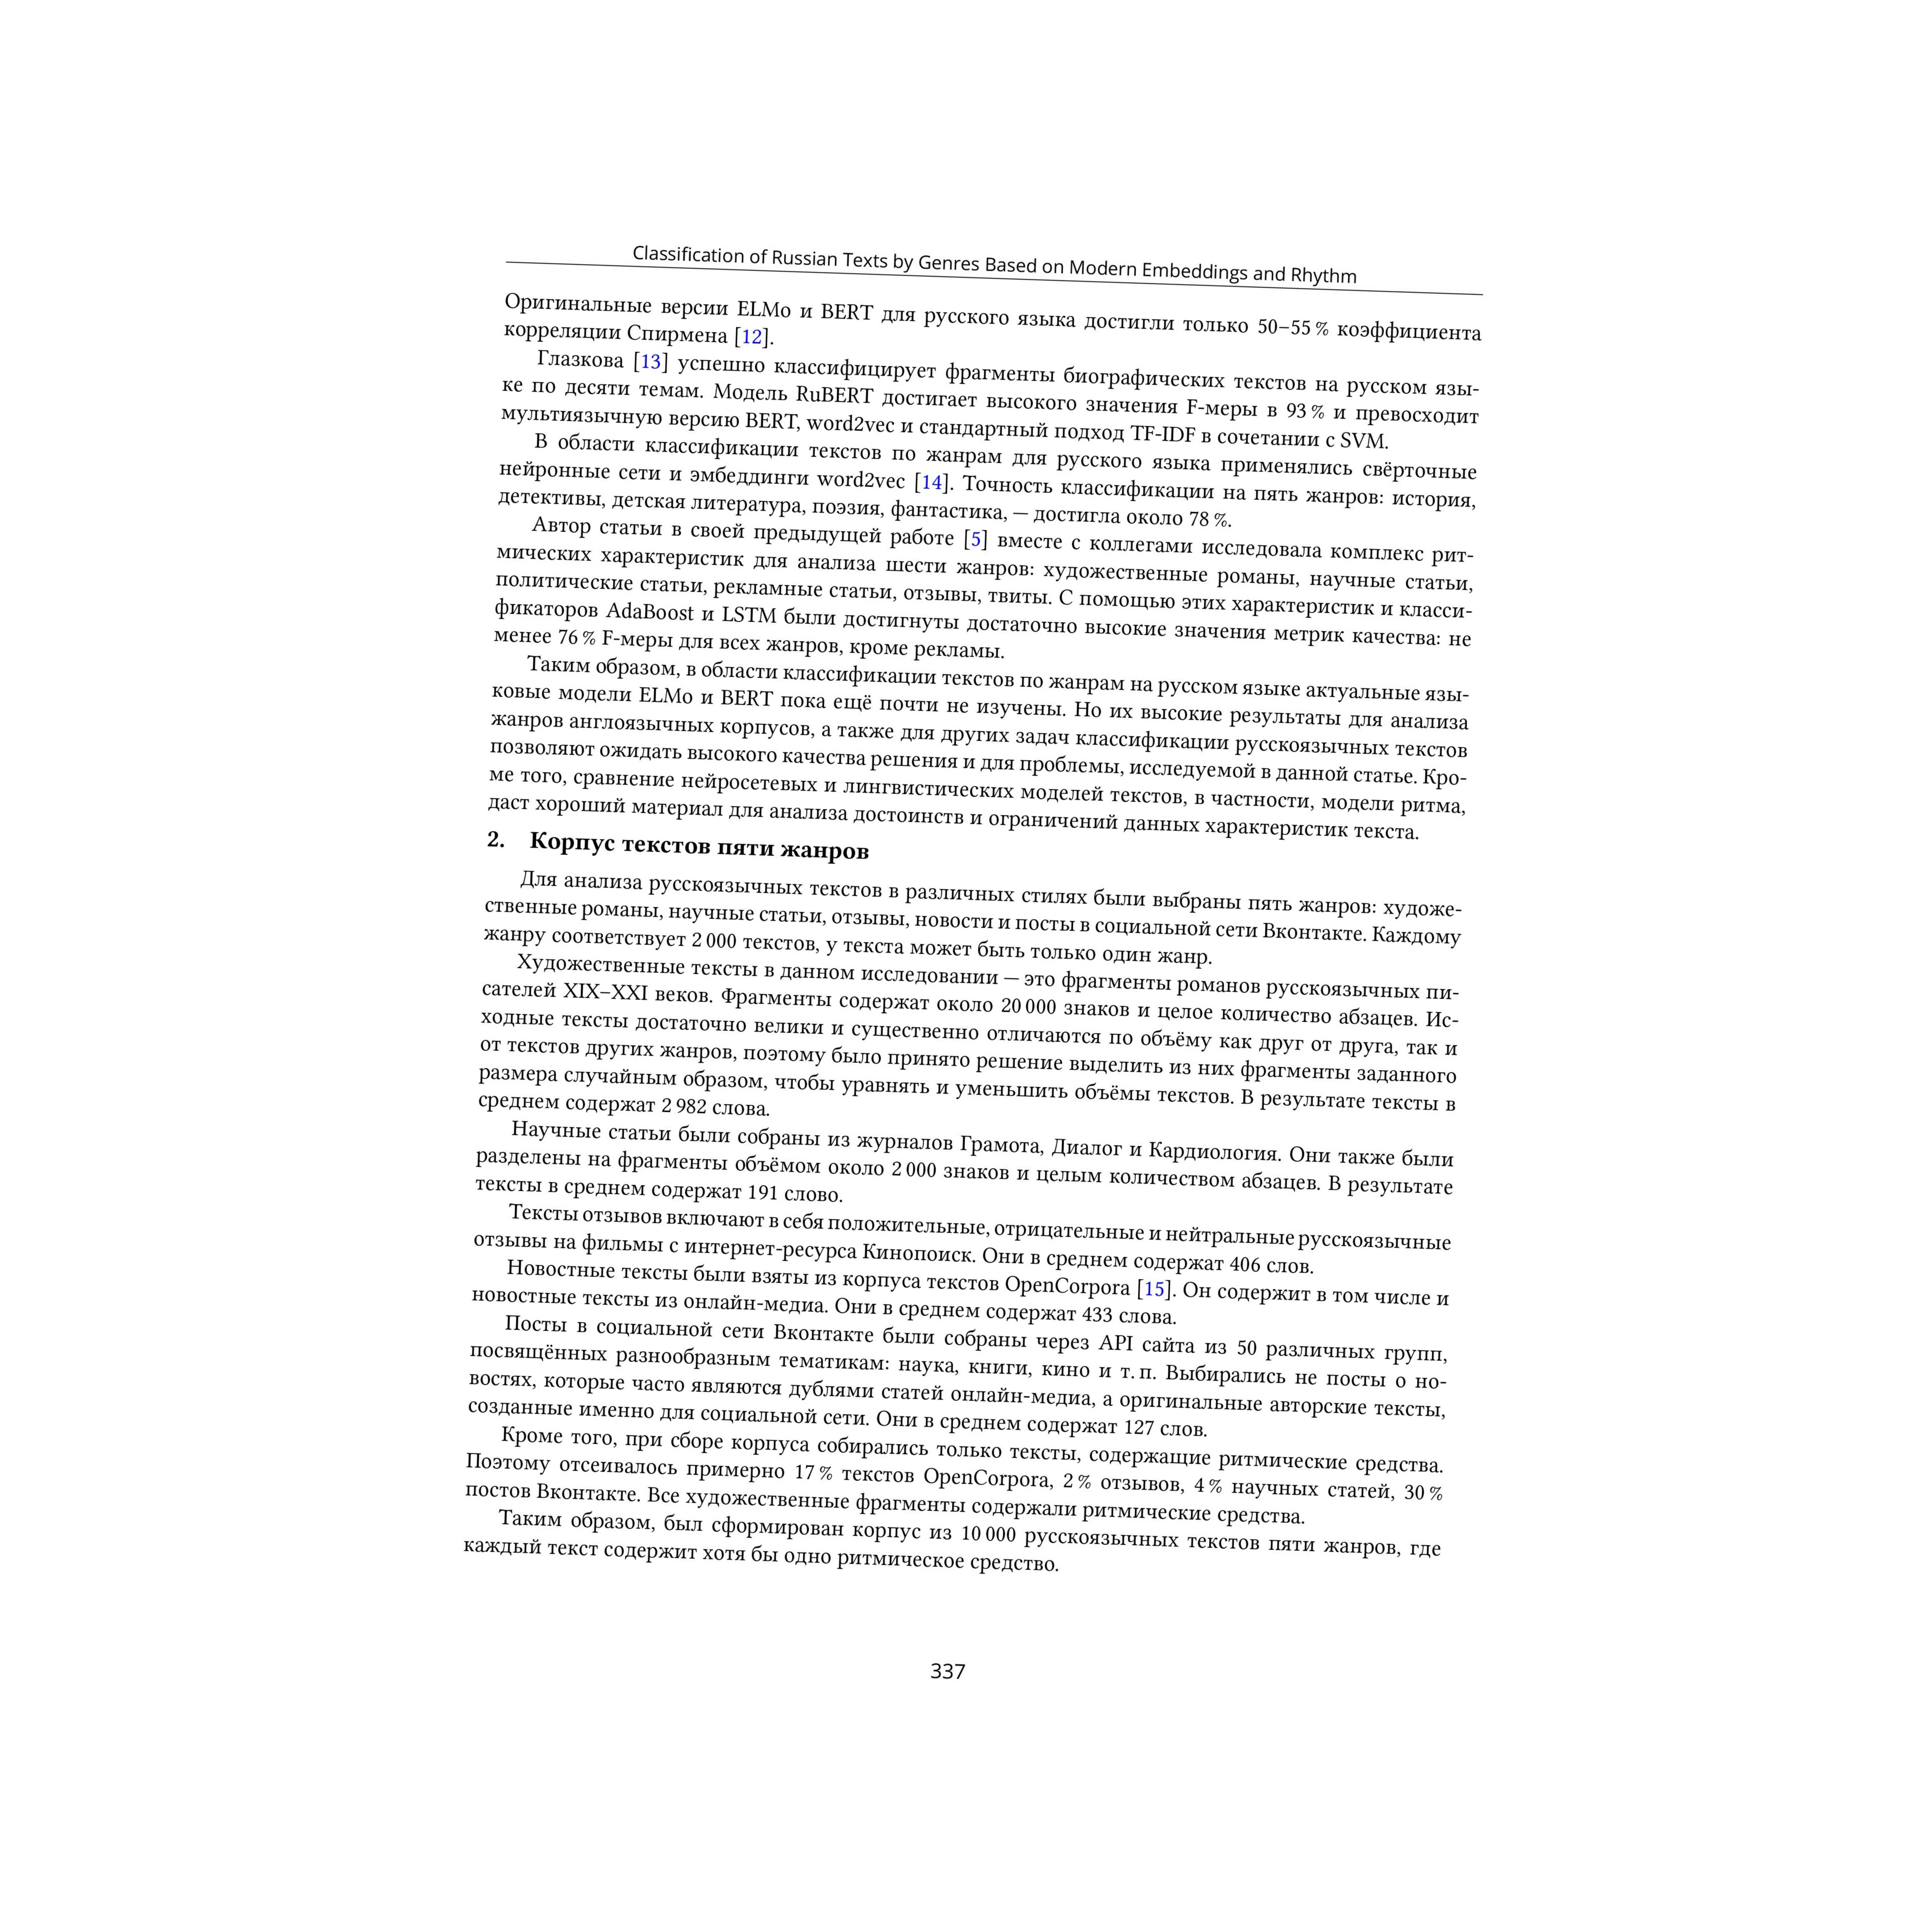 Classification of Russian Texts by Genres Based on Modern Embeddings and Rhythm
Оригинальные версии ELMo и BERT для русского языка достигли только 50–55 % коэффициента
корреляции Спирмена [12].
Глазкова [13] успешно классифицирует фрагменты биографических текстов на русском язы-
ке по десяти темам. Модель RuBERT достигает высокого значения F-меры в 93 % и превосходит
мультиязычную версию BERT, word2vec и стандартный подход TF-IDF в сочетании с SVM.
В области классификации текстов по жанрам для русского языка применялись свёрточные
нейронные сети и эмбеддинги word2vec [14]. Точность классификации на пять жанров: история,
детективы, детская литература, поэзия, фантастика, — достигла около 78 %.
Автор статьи в своей предыдущей работе [5] вместе с коллегами исследовала комплекс рит-
мических характеристик для анализа шести жанров: художественные романы, научные статьи,
политические статьи, рекламные статьи, отзывы, твиты. С помощью этих характеристик и класси-
фикаторов AdaBoost и LSTM были достигнуты достаточно высокие значения метрик качества: не
менее 76 % F-меры для всех жанров, кроме рекламы.
Таким образом, в области классификации текстов по жанрам на русском языке актуальные язы-
ковые модели ELMo и BERT пока ещё почти не изучены. Но их высокие результаты для анализа
жанров англоязычных корпусов, а также для других задач классификации русскоязычных текстов
позволяют ожидать высокого качества решения и для проблемы, исследуемой в данной статье. Кро-
ме того, сравнение нейросетевых и лингвистических моделей текстов, в частности, модели ритма,
даст хороший материал для анализа достоинств и ограничений данных характеристик текста.
2. Корпус текстов пяти жанров
Для анализа русскоязычных текстов в различных стилях были выбраны пять жанров: художе-
ственные романы, научные статьи, отзывы, новости и посты в социальной сети Вконтакте. Каждому
жанру соответствует 2 000 текстов, у текста может быть только один жанр.
Художественные тексты в данном исследовании — это фрагменты романов русскоязычных пи-
сателей XIX–XXI веков. Фрагменты содержат около 20 000 знаков и целое количество абзацев. Ис-
ходные тексты достаточно велики и существенно отличаются по объёму как друг от друга, так и
от текстов других жанров, поэтому было принято решение выделить из них фрагменты заданного
размера случайным образом, чтобы уравнять и уменьшить объёмы текстов. В результате тексты в
среднем содержат 2 982 слова.
Научные статьи были собраны из журналов Грамота, Диалог и Кардиология. Они также были
разделены на фрагменты объёмом около 2 000 знаков и целым количеством абзацев. В результате
тексты в среднем содержат 191 слово.
Тексты отзывов включают в себя положительные, отрицательные и нейтральные русскоязычные
отзывы на фильмы с интернет-ресурса Кинопоиск. Они в среднем содержат 406 слов.
Новостные тексты были взяты из корпуса текстов OpenCorpora [15]. Он содержит в том числе и
новостные тексты из онлайн-медиа. Они в среднем содержат 433 слова.
Посты в социальной сети Вконтакте были собраны через API сайта из 50 различных групп,
посвящённых разнообразным тематикам: наука, книги, кино и т. п. Выбирались не посты о но-
востях, которые часто являются дублями статей онлайн-медиа, а оригинальные авторские тексты,
созданные именно для социальной сети. Они в среднем содержат 127 слов.
Кроме того, при сборе корпуса собирались только тексты, содержащие ритмические средства.
Поэтому отсеивалось примерно 17 % текстов OpenCorpora, 2 % отзывов, 4 % научных статей, 30 %
постов Вконтакте. Все художественные фрагменты содержали ритмические средства.
Таким образом, был сформирован корпус из 10 000 русскоязычных текстов пяти жанров, где
каждый текст содержит хотя бы одно ритмическое средство.
337